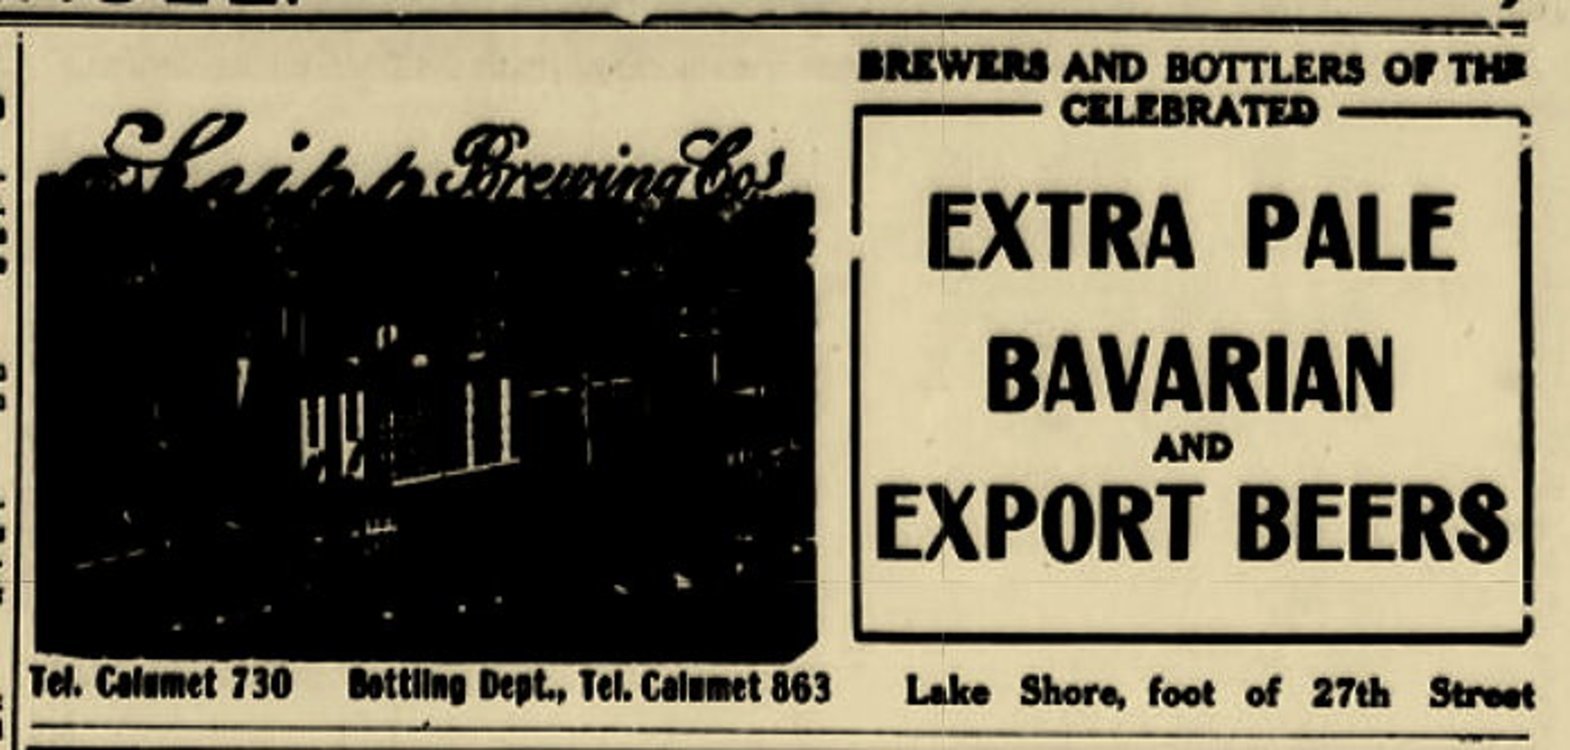 Brewing Co's
BREWERS AND BOTTLERS OF THE
CELEBRATED
EXTRA PALE
BAVARIAN
AND
EXPORT BEERS
Tel. Calumet 730 Bottling Dept., Tel. Calumet 863
Lake Shore, foot of 27th Street